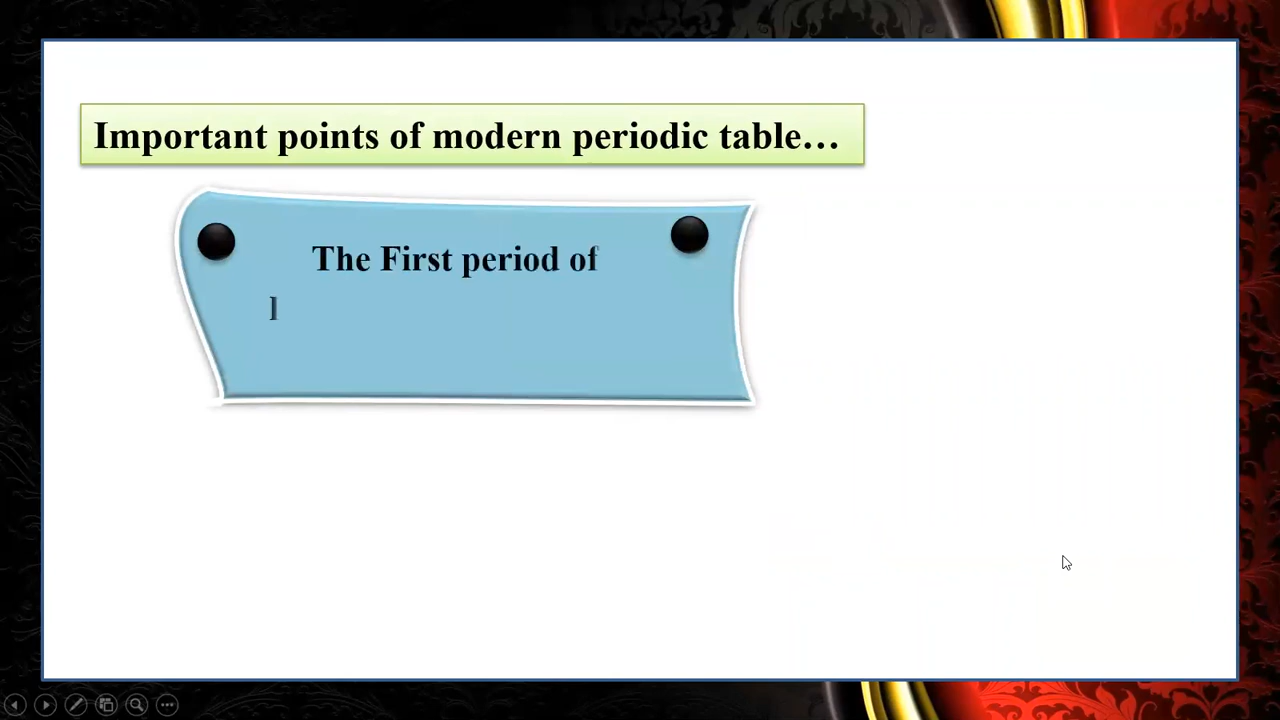 Important points of modern periodic table…
The First period of